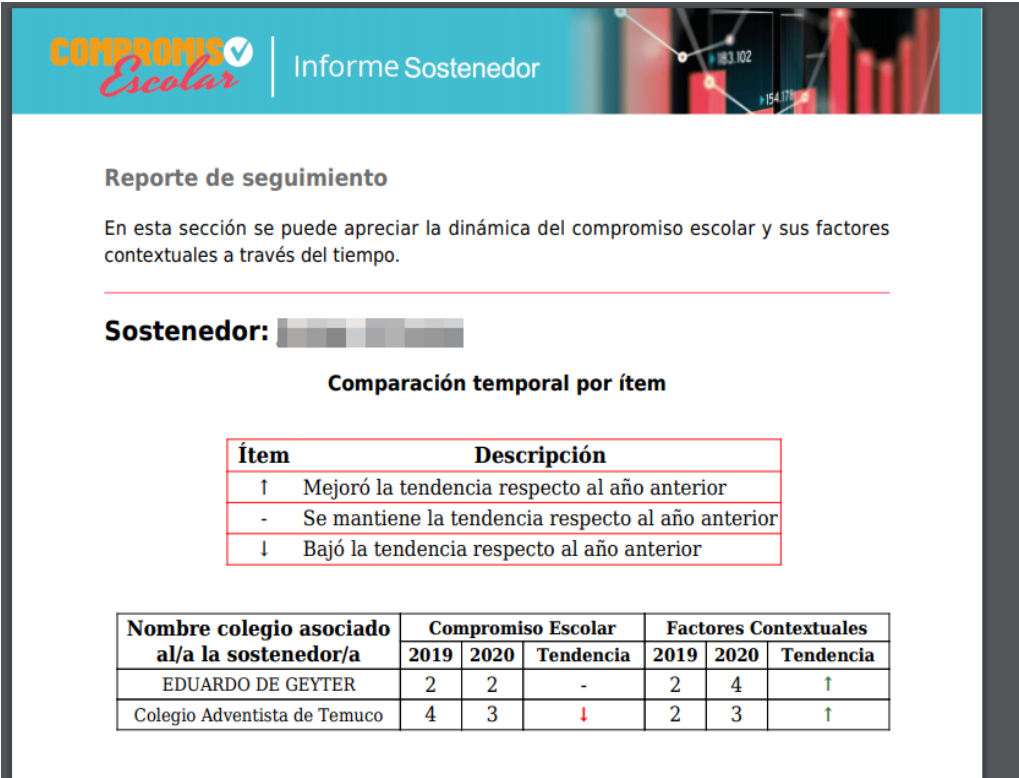 COMPROMISO
Escolar
Informe Sostenedor
183.102
154.178
Reporte de seguimiento
En esta sección se puede apreciar la dinámica del compromiso escolar y sus factores
contextuales a través del tiempo.
Sostenedor:
Comparación temporal por ítem
Ítem Descripción
↑ Mejoró la tendencia respecto al año anterior
- Se mantiene la tendencia respecto al año anterior
↓ Bajó la tendencia respecto al año anterior
Nombre colegio asociado Compromiso Escolar Factores Contextuales
al/a la sostenedor/a 2019 2020 Tendencia 2019 2020 Tendencia
EDUARDO DE GEYTER 2 2 - 2 4 ↑
Colegio Adventista de Temuco 4 3 ↓ 2 3 ↑